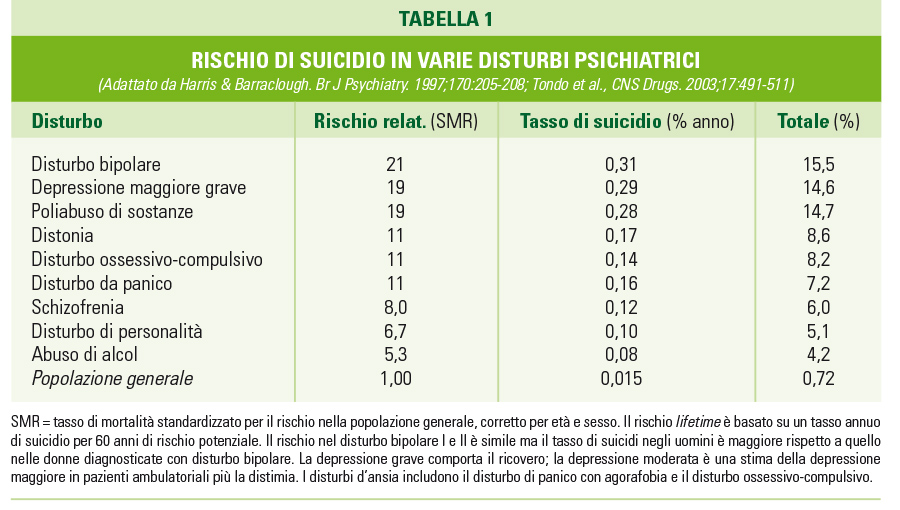 TABELLA 1
RISCHIO DI SUICIDIO IN VARIE DISTURBI PSICHIATRICI
(Adattato da Harris & Barraclough. Br J Psychiatry. 1997;170:205-208; Tondo et al., CNS Drugs. 2003;17:491-511)
Disturbo Rischio relat. (SMR) Tasso di suicidio (% anno) Totale (%)
Disturbo bipolare 21 0,31 15,5
Depressione maggiore grave 19 0,29 14,6
Poliabuso di sostanze 19 0,28 14,7
Distonia 11 0,17 8,6
Disturbo ossessivo-compulsivo 11 0,14 8,2
Disturbo da panico 11 0,16 7,2
Schizofrenia 8,0 0,12 6,0
Disturbo di personalità 6,7 0,10 5,1
Abuso di alcol 5,3 0,08 4,2
Popolazione generale 1,00 0,015 0,72
SMR = tasso di mortalità standardizzato per il rischio nella popolazione generale, corretto per età e sesso. Il rischio lifetime è basato su un tasso annuo
di suicidio per 60 anni di rischio potenziale. Il rischio nel disturbo bipolare I e II è simile ma il tasso di suicidi negli uomini è maggiore rispetto a quello
nelle donne diagnosticate con disturbo bipolare. La depressione grave comporta il ricovero; la depressione moderata è una stima della depressione
maggiore in pazienti ambulatoriali più la distimia. I disturbi d'ansia includono il disturbo di panico con agorafobia e il disturbo ossessivo-compulsivo.